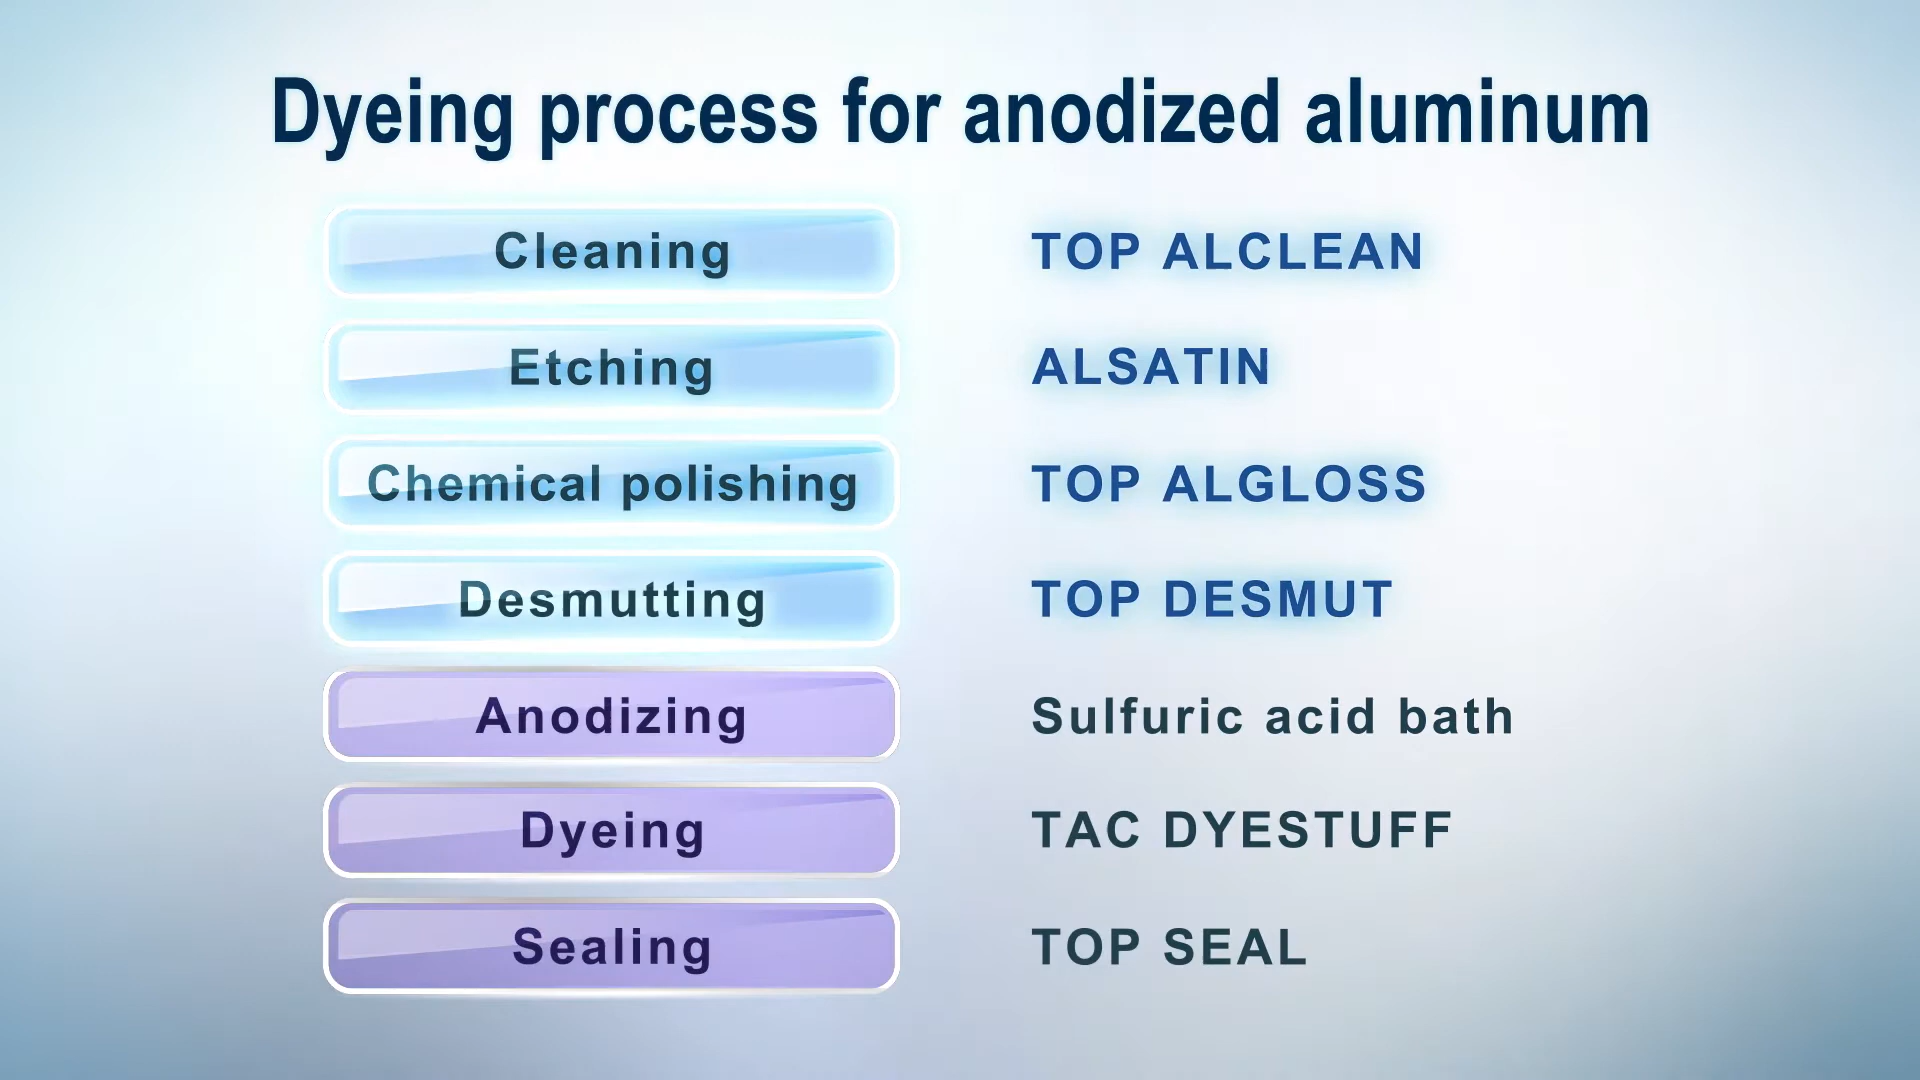 Dyeing process for anodized aluminum
Cleaning TOP ALCLEAN
Etching ALSATIN
Chemical polishing TOP ALGLOSS
Desmutting TOP DESMUT
Anodizing Sulfuric acid bath
Dyeing TAC DYESTUFF
Sealing TOP SEAL